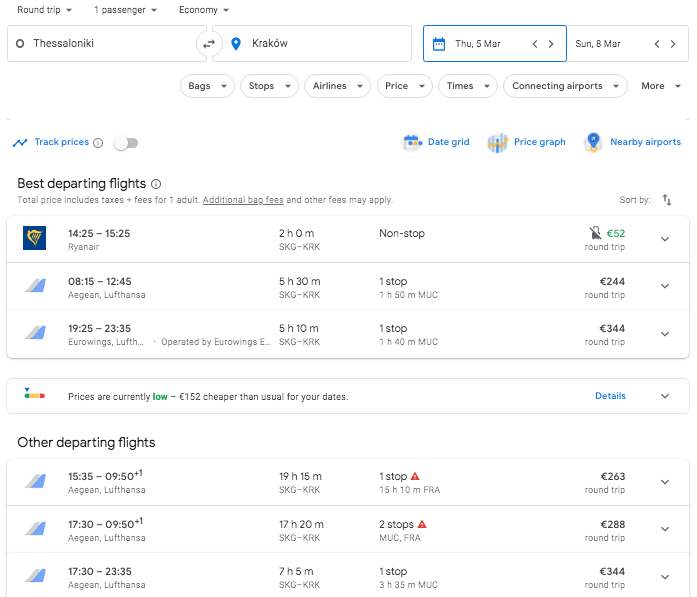 Round trip 1 passenger Economy
Thessaloniki Kraków Thu, 5 Mar Sun, 8 Mar
Bags Stops Airlines Price Times Connecting airports More
Track prices Date grid Price graph Nearby airports
Best departing flights
Total price includes taxes + fees for 1 adult. Additional bag fees and other fees may apply. Sort by:
14:25 – 15:25 2 h 0 m Non-stop €52
Ryanair SKG–KRK round trip
08:15 – 12:45 5 h 30 m 1 stop €244
Aegean, Lufthansa SKG–KRK 1 h 50 m MUC round trip
19:25 – 23:35 5 h 10 m 1 stop €344
Eurowings, Lufth... · Operated by Eurowings E... SKG–KRK 1 h 40 m MUC round trip
Prices are currently low – €152 cheaper than usual for your dates. Details
Other departing flights
15:35 – 09:50+1 19 h 15 m 1 stop €263
Aegean, Lufthansa SKG–KRK 15 h 10 m FRA round trip
17:30 – 09:50+1 17 h 20 m 2 stops €288
Aegean, Lufthansa SKG–KRK MUC, FRA round trip
17:30 – 23:35 7 h 5 m 1 stop €344
Aegean, Lufthansa SKG–KRK 3 h 35 m MUC round trip